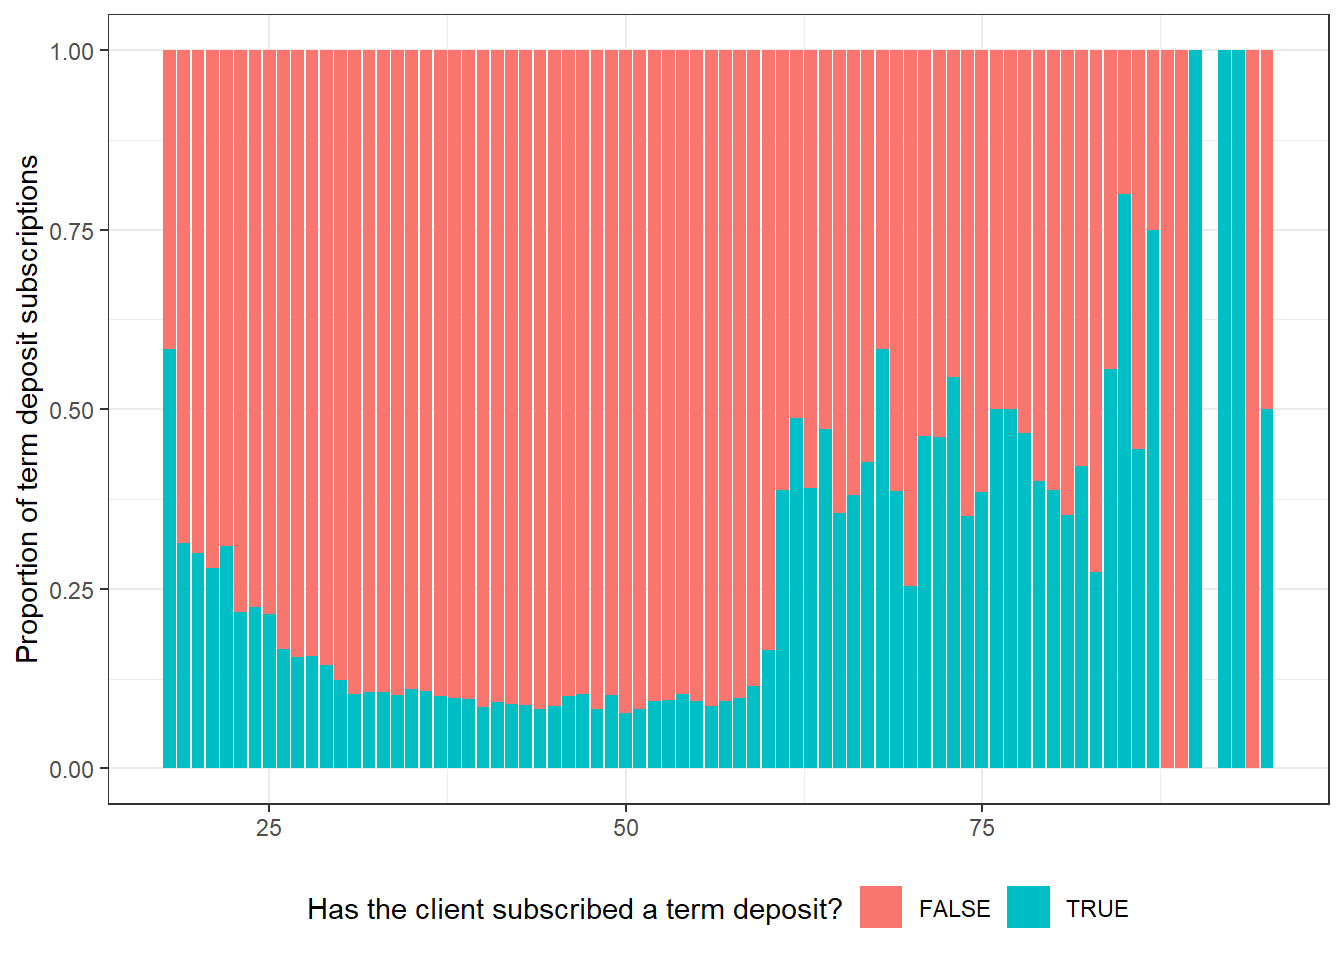 Proportion of term deposit subscriptions
1.00
0.75
0.50
0.25
0.00
25 50 75
Has the client subscribed a term deposit? FALSE TRUE